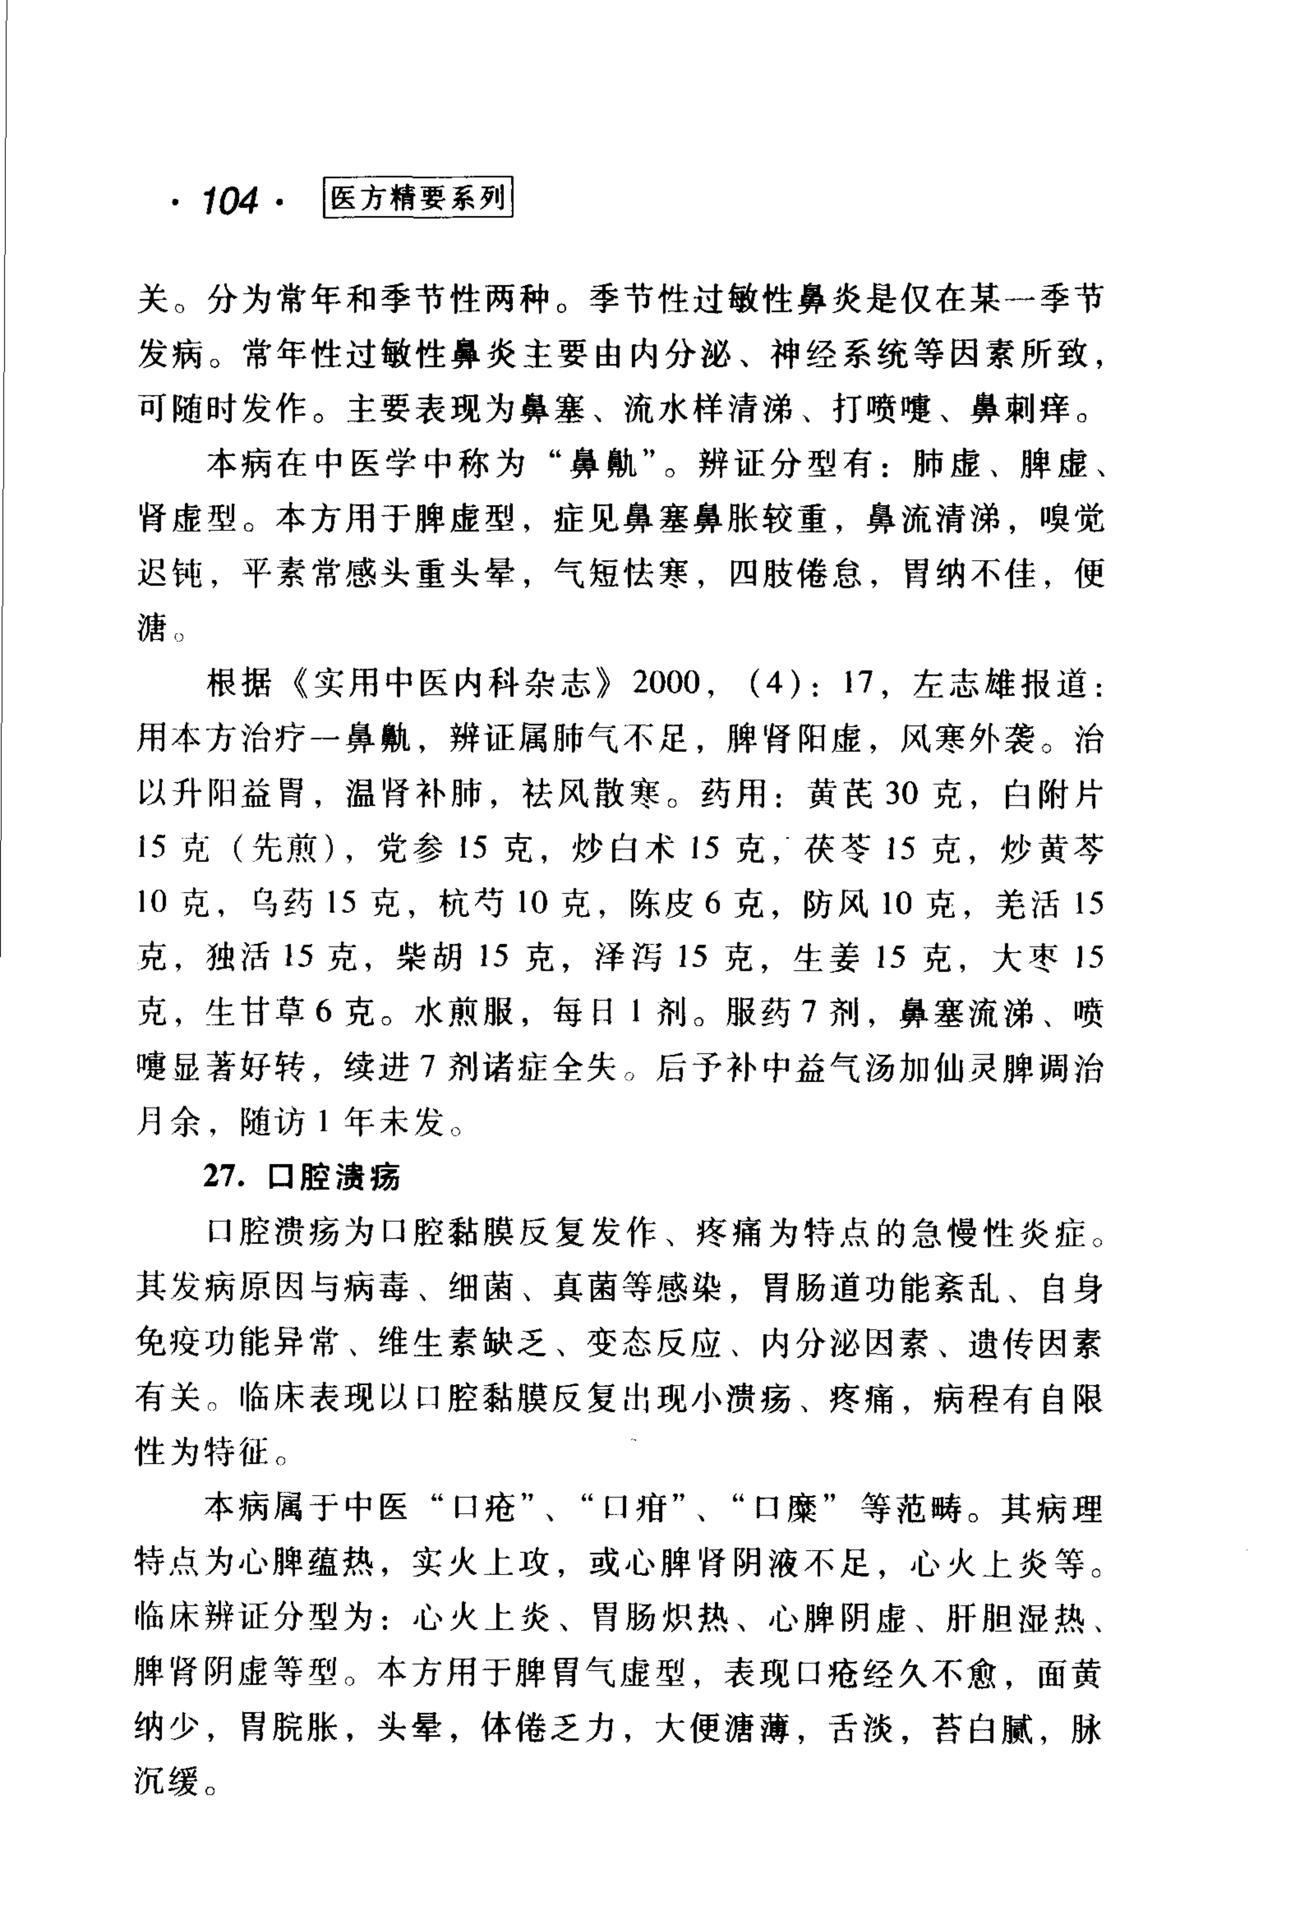 · 104 · 医方精要系列
关。分为常年和季节性两种。季节性过敏性鼻炎是仅在某一季节
发病。常年性过敏性鼻炎主要由内分泌、神经系统等因素所致，
可随时发作。主要表现为鼻塞、流水样清涕、打喷嚏、鼻刺痒。
本病在中医学中称为“鼻鼽”。辨证分型有：肺虚、脾虚、
肾虚型。本方用于脾虚型，症见鼻塞鼻胀较重，鼻流清涕，嗅觉
迟钝，平素常感头重头晕，气短怯寒，四肢倦怠，胃纳不佳，便
溏。
根据《实用中医内科杂志》2000，（4）：17，左志雄报道：
用本方治疗一鼻鼽，辨证属肺气不足，脾肾阳虚，风寒外袭。治
以升阳益胃，温肾补肺，祛风散寒。药用：黄芪 30 克，白附片
15 克（先煎），党参 15 克，炒白术 15 克，茯苓 15 克，炒黄芩
10 克，乌药 15 克，杭芍 10 克，陈皮 6 克，防风 10 克，羌活 15
克，独活 15 克，柴胡 15 克，泽泻 15 克，生姜 15 克，大枣 15
克，生甘草 6 克。水煎服，每日 1 剂。服药 7 剂，鼻塞流涕、喷
嚏显著好转，续进 7 剂诸症全失。后予补中益气汤加仙灵脾调治
月余，随访 1 年未发。
27. 口腔溃疡
口腔溃疡为口腔黏膜反复发作、疼痛为特点的急慢性炎症。
其发病原因与病毒、细菌、真菌等感染，胃肠道功能紊乱、自身
免疫功能异常、维生素缺乏、变态反应、内分泌因素、遗传因素
有关。临床表现以口腔黏膜反复出现小溃疡、疼痛，病程有自限
性为特征。
本病属于中医“口疮”、“口疳”、“口糜”等范畴。其病理
特点为心脾蕴热，实火上攻，或心脾肾阴液不足，心火上炎等。
临床辨证分型为：心火上炎、胃肠炽热、心脾阴虚、肝胆湿热、
脾肾阴虚等型。本方用于脾胃气虚型，表现口疮经久不愈，面黄
纳少，胃脘胀，头晕，体倦乏力，大便溏薄，舌淡，苔白腻，脉
沉缓。